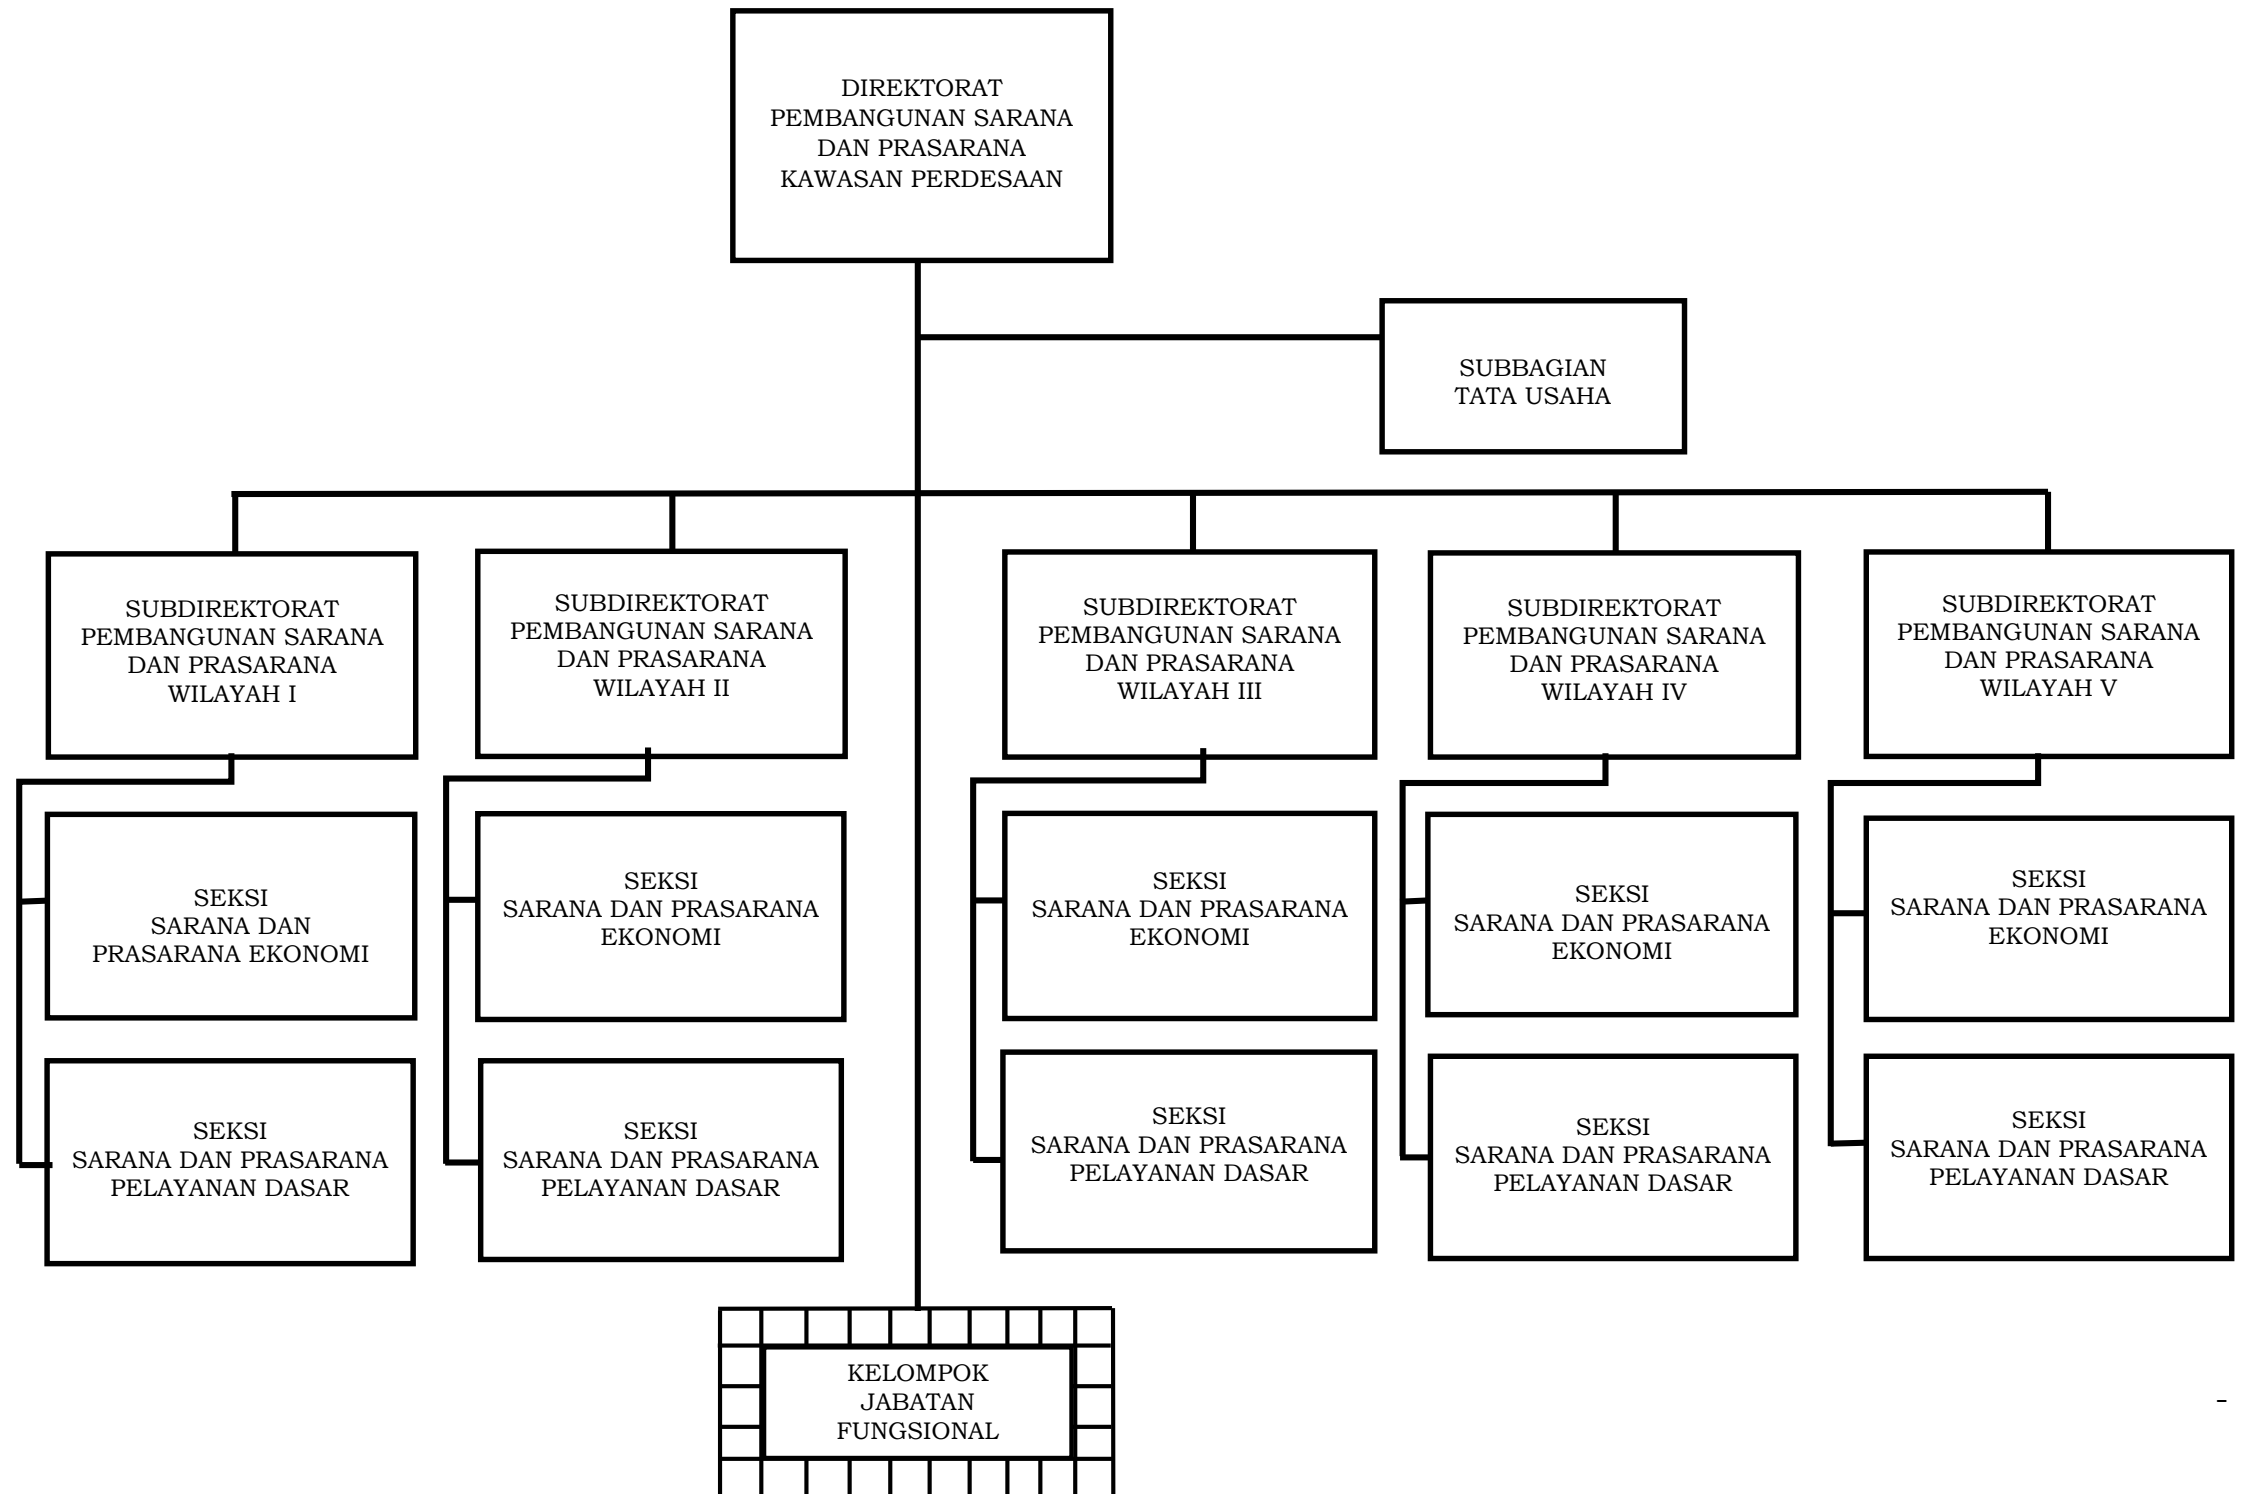 DIREKTORAT
PEMBANGUNAN SARANA
DAN PRASARANA
KAWASAN PERDESAAN
SUBBAGIAN
TATA USAHA
SUBDIREKTORAT
PEMBANGUNAN SARANA
DAN PRASARANA
WILAYAH I
SUBDIREKTORAT
PEMBANGUNAN SARANA
DAN PRASARANA
WILAYAH II
SUBDIREKTORAT
PEMBANGUNAN SARANA
DAN PRASARANA
WILAYAH III
SUBDIREKTORAT
PEMBANGUNAN SARANA
DAN PRASARANA
WILAYAH IV
SUBDIREKTORAT
PEMBANGUNAN SARANA
DAN PRASARANA
WILAYAH V
SEKSI
SARANA DAN
PRASARANA EKONOMI
SEKSI
SARANA DAN PRASARANA
EKONOMI
SEKSI
SARANA DAN PRASARANA
EKONOMI
SEKSI
SARANA DAN PRASARANA
EKONOMI
SEKSI
SARANA DAN PRASARANA
EKONOMI
SEKSI
SARANA DAN PRASARANA
PELAYANAN DASAR
SEKSI
SARANA DAN PRASARANA
PELAYANAN DASAR
SEKSI
SARANA DAN PRASARANA
PELAYANAN DASAR
SEKSI
SARANA DAN PRASARANA
PELAYANAN DASAR
SEKSI
SARANA DAN PRASARANA
PELAYANAN DASAR
KELOMPOK
JABATAN
FUNGSIONAL
-